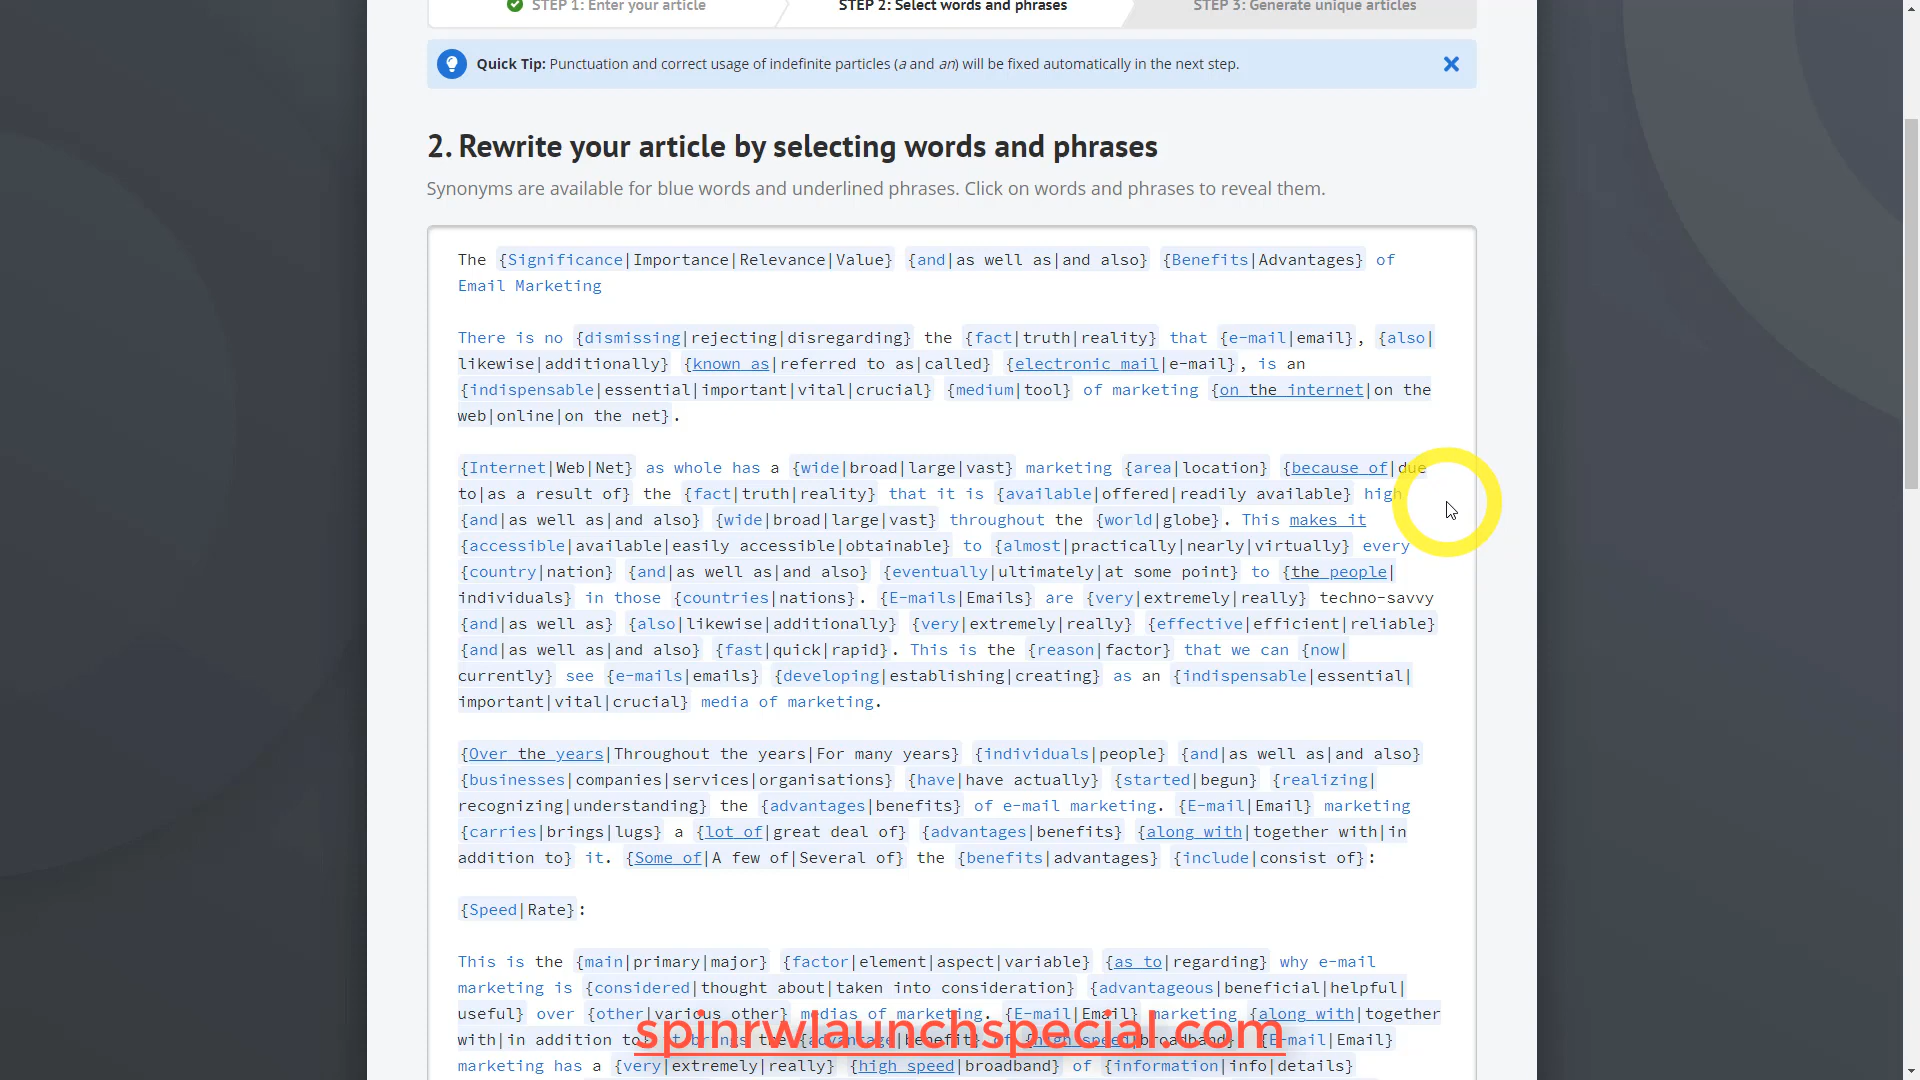 STEP 1: Enter your article
STEP 2: Select words and phrases
STEP 3: Generate unique articles
Quick Tip: Punctuation and correct usage of indefinite particles (a and an) will be fixed automatically in the next step.
2. Rewrite your article by selecting words and phrases
Synonyms are available for blue words and underlined phrases. Click on words and phrases to reveal them.
The {Significance|Importance|Relevance|Value} {and|as well as|and also} {Benefits|Advantages} of
Email Marketing
There is no {dismissing|rejecting|disregarding} the {fact|truth|reality} that {e-mail|email}, {also|
likewise|additionally} {known as|referred to as|called} {electronic mail|e-mail}, is an
{indispensable|essential|important|vital|crucial} {medium|tool} of marketing {on the internet|on the
web|online|on the net}.
{Internet|Web|Net} as whole has a {wide|broad|large|vast} marketing {area|location} {because of|due
to|as a result of} the {fact|truth|reality} that it is {available|offered|readily available} high
{and|as well as|and also} {wide|broad|large|vast} throughout the {world|globe}. This makes it
{accessible|available|easily accessible|obtainable} to {almost|practically|nearly|virtually} every
{country|nation} {and|as well as|and also} {eventually|ultimately|at some point} to {the people|
individuals} in those {countries|nations}. {E-mails|Emails} are {very|extremely|really} techno-savvy
{and|as well as} {also|likewise|additionally} {very|extremely|really} {effective|efficient|reliable}
{and|as well as|and also} {fast|quick|rapid}. This is the {reason|factor} that we can {now|
currently} see {e-mails|emails} {developing|establishing|creating} as an {indispensable|essential|
important|vital|crucial} media of marketing.
{Over the years|Throughout the years|For many years} {individuals|people} {and|as well as|and also}
{businesses|companies|services|organisations} {have|have actually} {started|begun} {realizing|
recognizing|understanding} the {advantages|benefits} of e-mail marketing. {E-mail|Email} marketing
{carries|brings|lugs} a {lot of|great deal of} {advantages|benefits} {along with|together with|in
addition to} it. {Some of|A few of|Several of} the {benefits|advantages} {include|consist of}:
{Speed|Rate}:
This is the {main|primary|major} {factor|element|aspect|variable} {as to|regarding} why e-mail
marketing is {considered|thought about|taken into consideration} {advantageous|beneficial|helpful|
useful} over {other|various other} medias of marketing. {E-mail|Email} marketing {along with|together
with|in addition to} it brings the {advantage|benefit} of {high speed|broadband} {E-mail|Email}
marketing has a {very|extremely|really} {high speed|broadband} of {information|info|details}
spinrwlaunchspecial.com